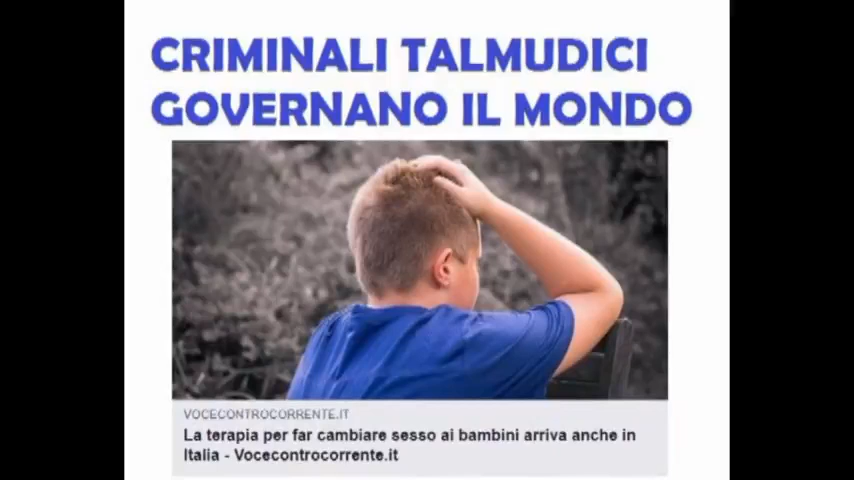 CRIMINALI TALMUDICI
GOVERNANO IL MONDO
VOCECONTROCORRENTE.IT
La terapia per far cambiare sesso ai bambini arriva anche in
Italia - Vocecontrocorrente.it